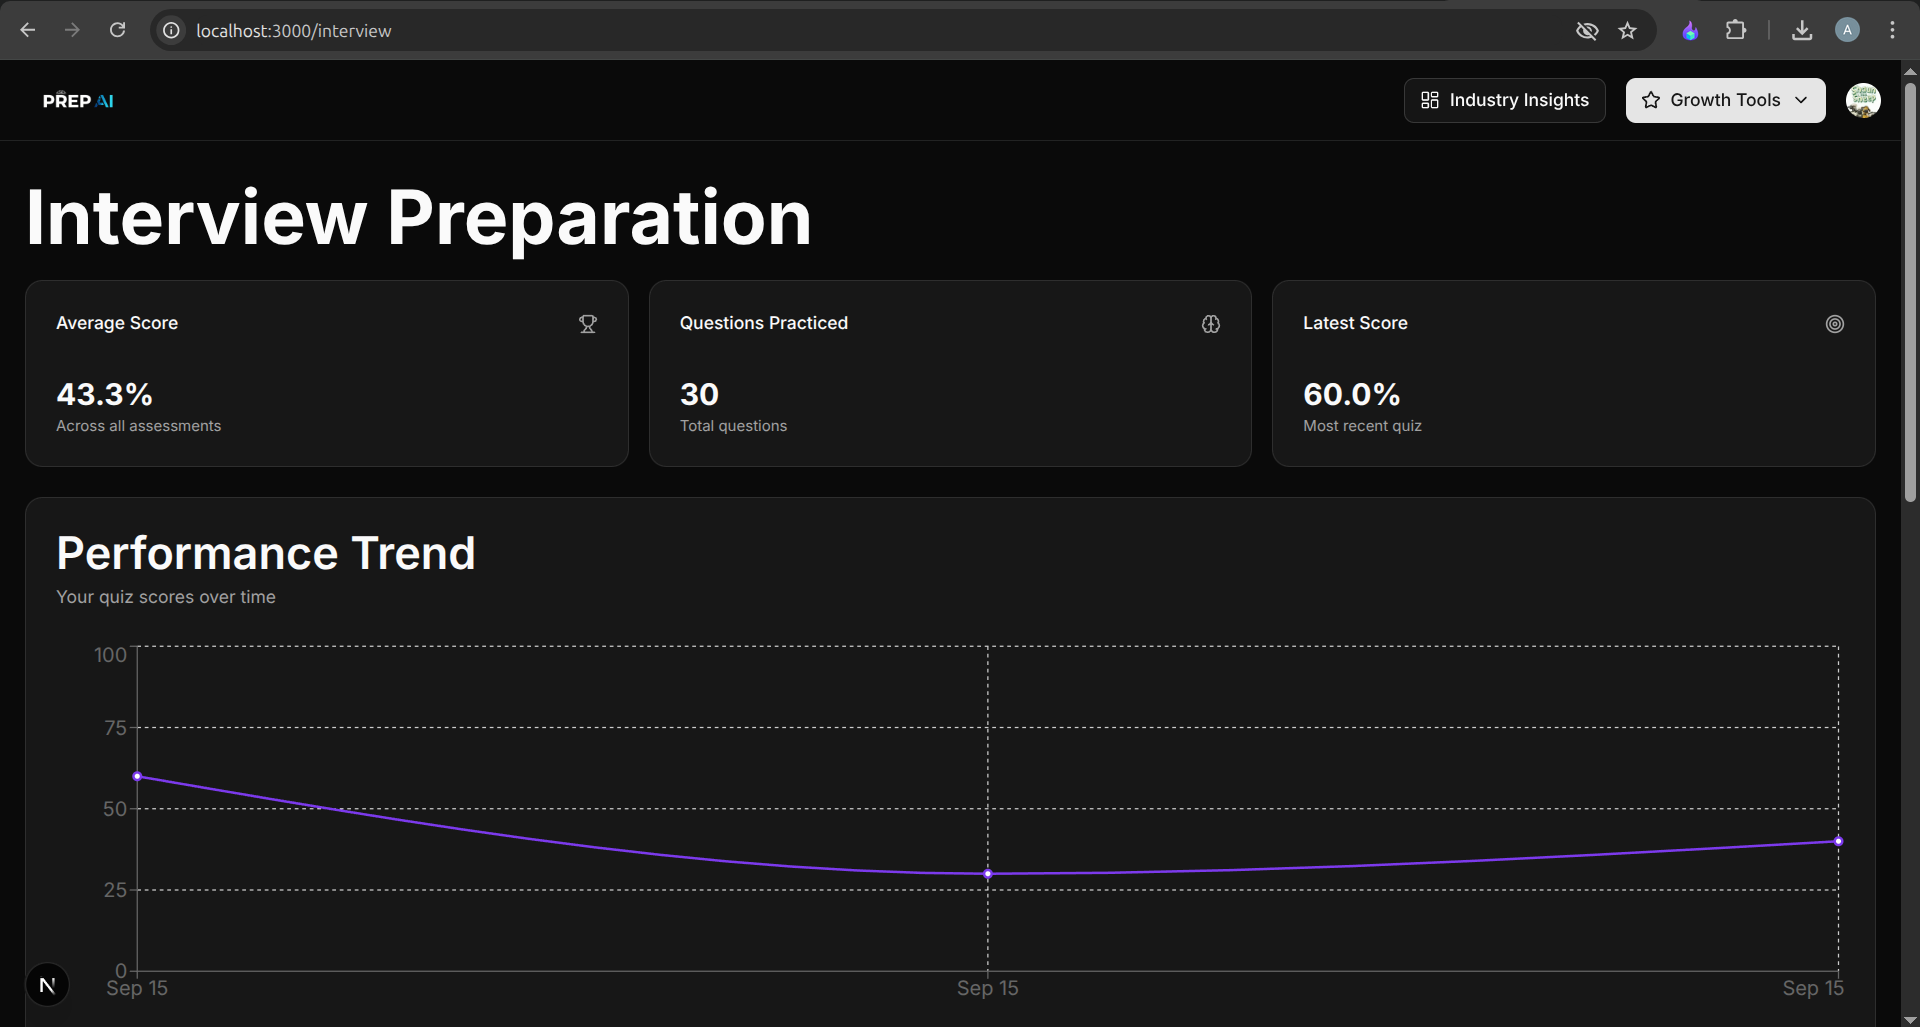 localhost:3000/interview
A
PREP AI
Industry Insights
Growth Tools
Interview Preparation
Average Score
43.3%
Across all assessments
Questions Practiced
30
Total questions
Latest Score
60.0%
Most recent quiz
Performance Trend
Your quiz scores over time
100
75
50
25
0
Sep 15
Sep 15
Sep 15
N